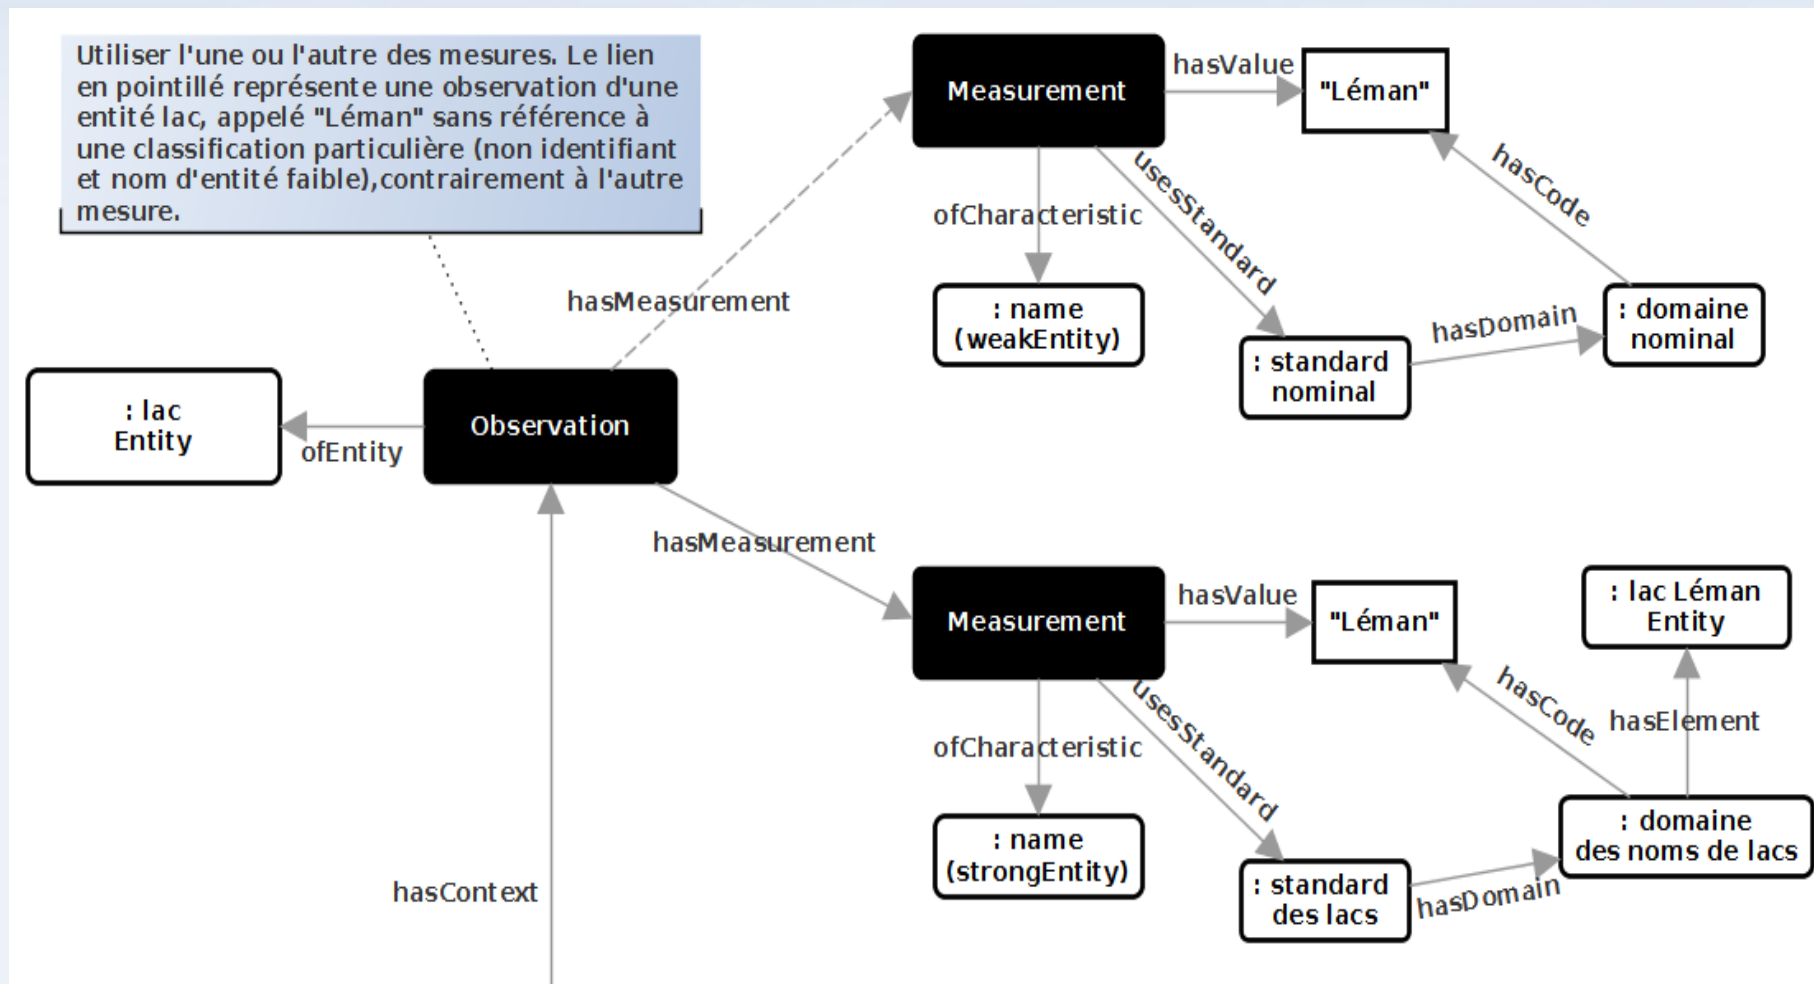 Utiliser l'une ou l'autre des mesures. Le lien
en pointillé représente une observation d'une
entité lac, appelé "Léman" sans référence à
une classification particulière (non identifiant
et nom d'entité faible),contrairement à l'autre
mesure.
Measurement
hasValue
"Léman"
ofCharacteristic
usesStandard
hasCode
: name
(weakEntity)
: standard
nominal
hasDomain
: domaine
nominal
hasMeasurement
: lac
Entity
ofEntity
Observation
hasMeasurement
Measurement
hasValue
"Léman"
: lac Léman
Entity
ofCharacteristic
usesStandard
hasCode
hasElement
: name
(strongEntity)
: standard
des lacs
hasDomain
: domaine
des noms de lacs
hasContext